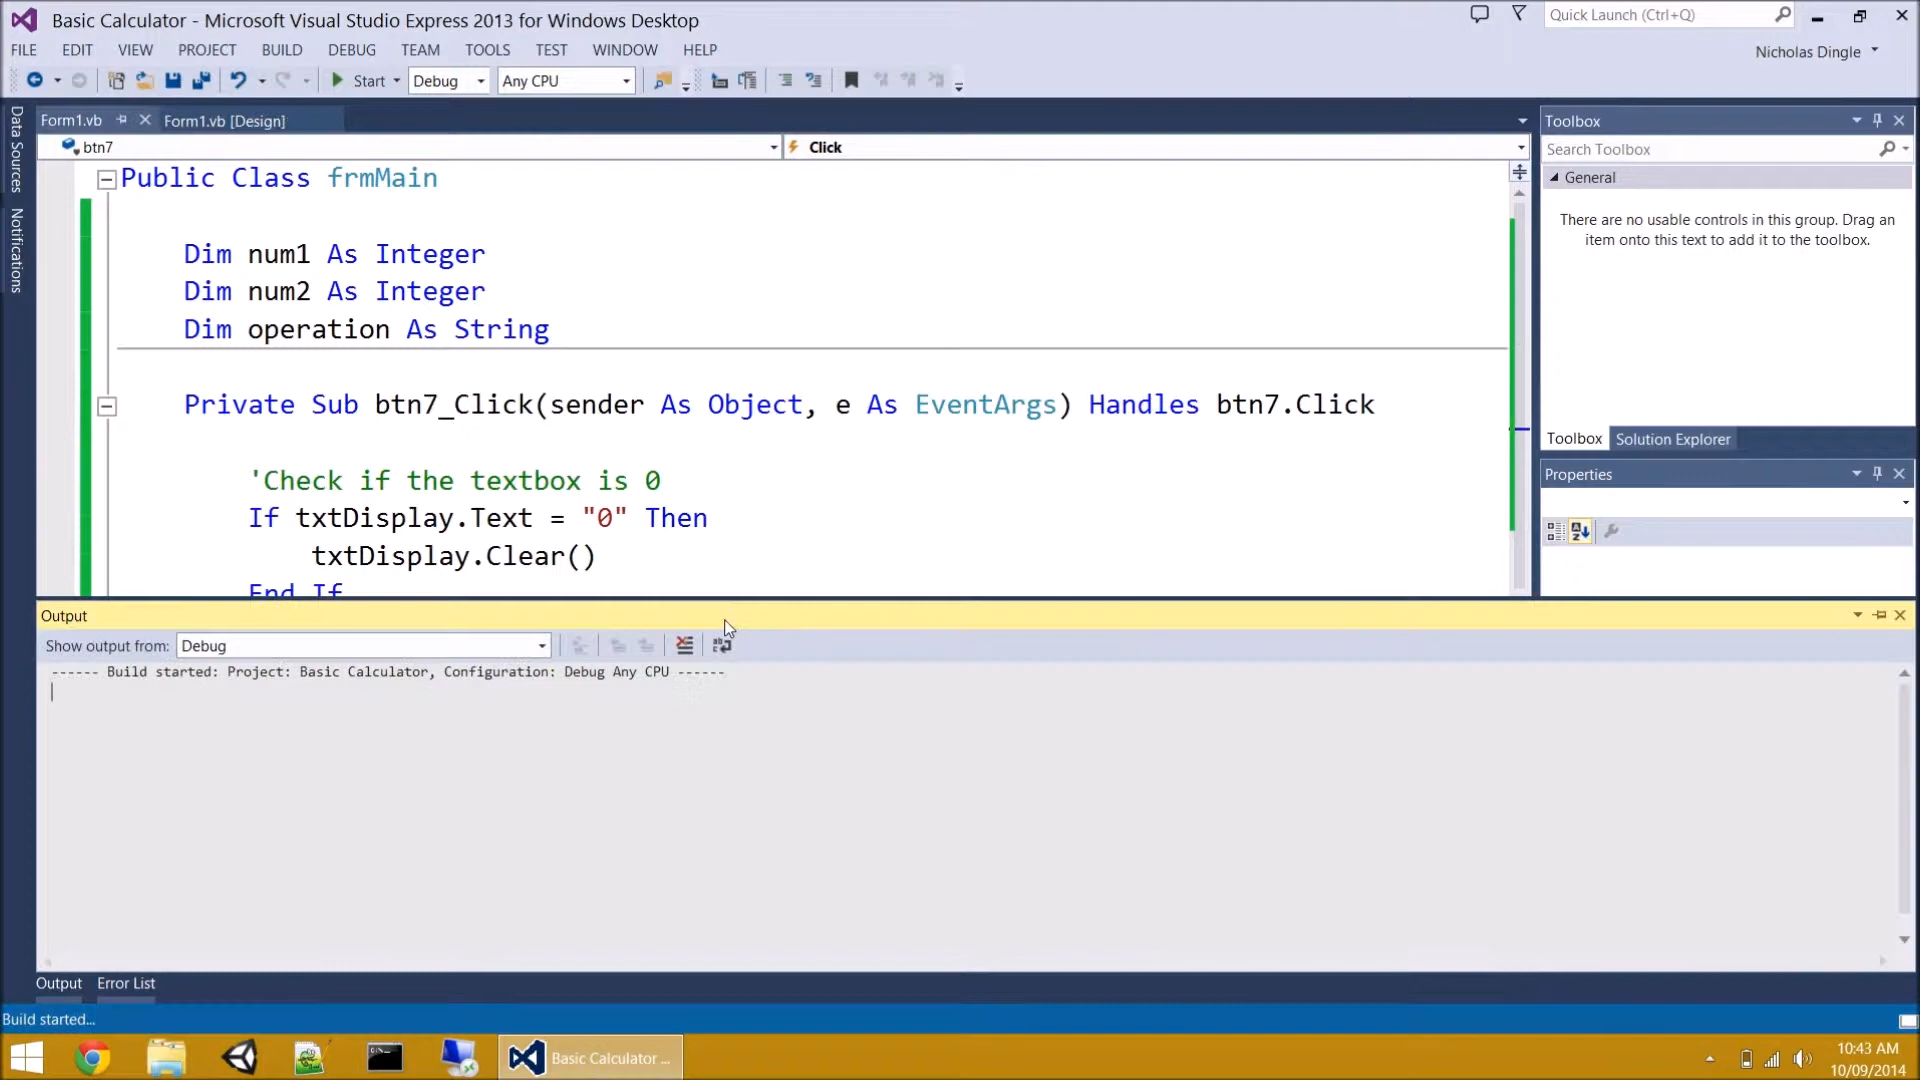 Basic Calculator - Microsoft Visual Studio Express 2013 for Windows Desktop
Quick Launch (Ctrl+Q)
FILE EDIT VIEW PROJECT BUILD DEBUG TEAM TOOLS TEST WINDOW HELP
Nicholas Dingle
Start Debug Any CPU
Data Sources
Notifications
Form1.vb Form1.vb [Design]
btn7 Click
Public Class frmMain
Dim num1 As Integer
Dim num2 As Integer
Dim operation As String
Private Sub btn7_Click(sender As Object, e As EventArgs) Handles btn7.Click
'Check if the textbox is 0
If txtDisplay.Text = "0" Then
txtDisplay.Clear()
End If
Toolbox
Search Toolbox
General
There are no usable controls in this group. Drag an
item onto this text to add it to the toolbox.
Toolbox Solution Explorer
Properties
Output
Show output from: Debug
------ Build started: Project: Basic Calculator, Configuration: Debug Any CPU ------
Output Error List
Build started...
Basic Calculator ...
10:43 AM
10/09/2014